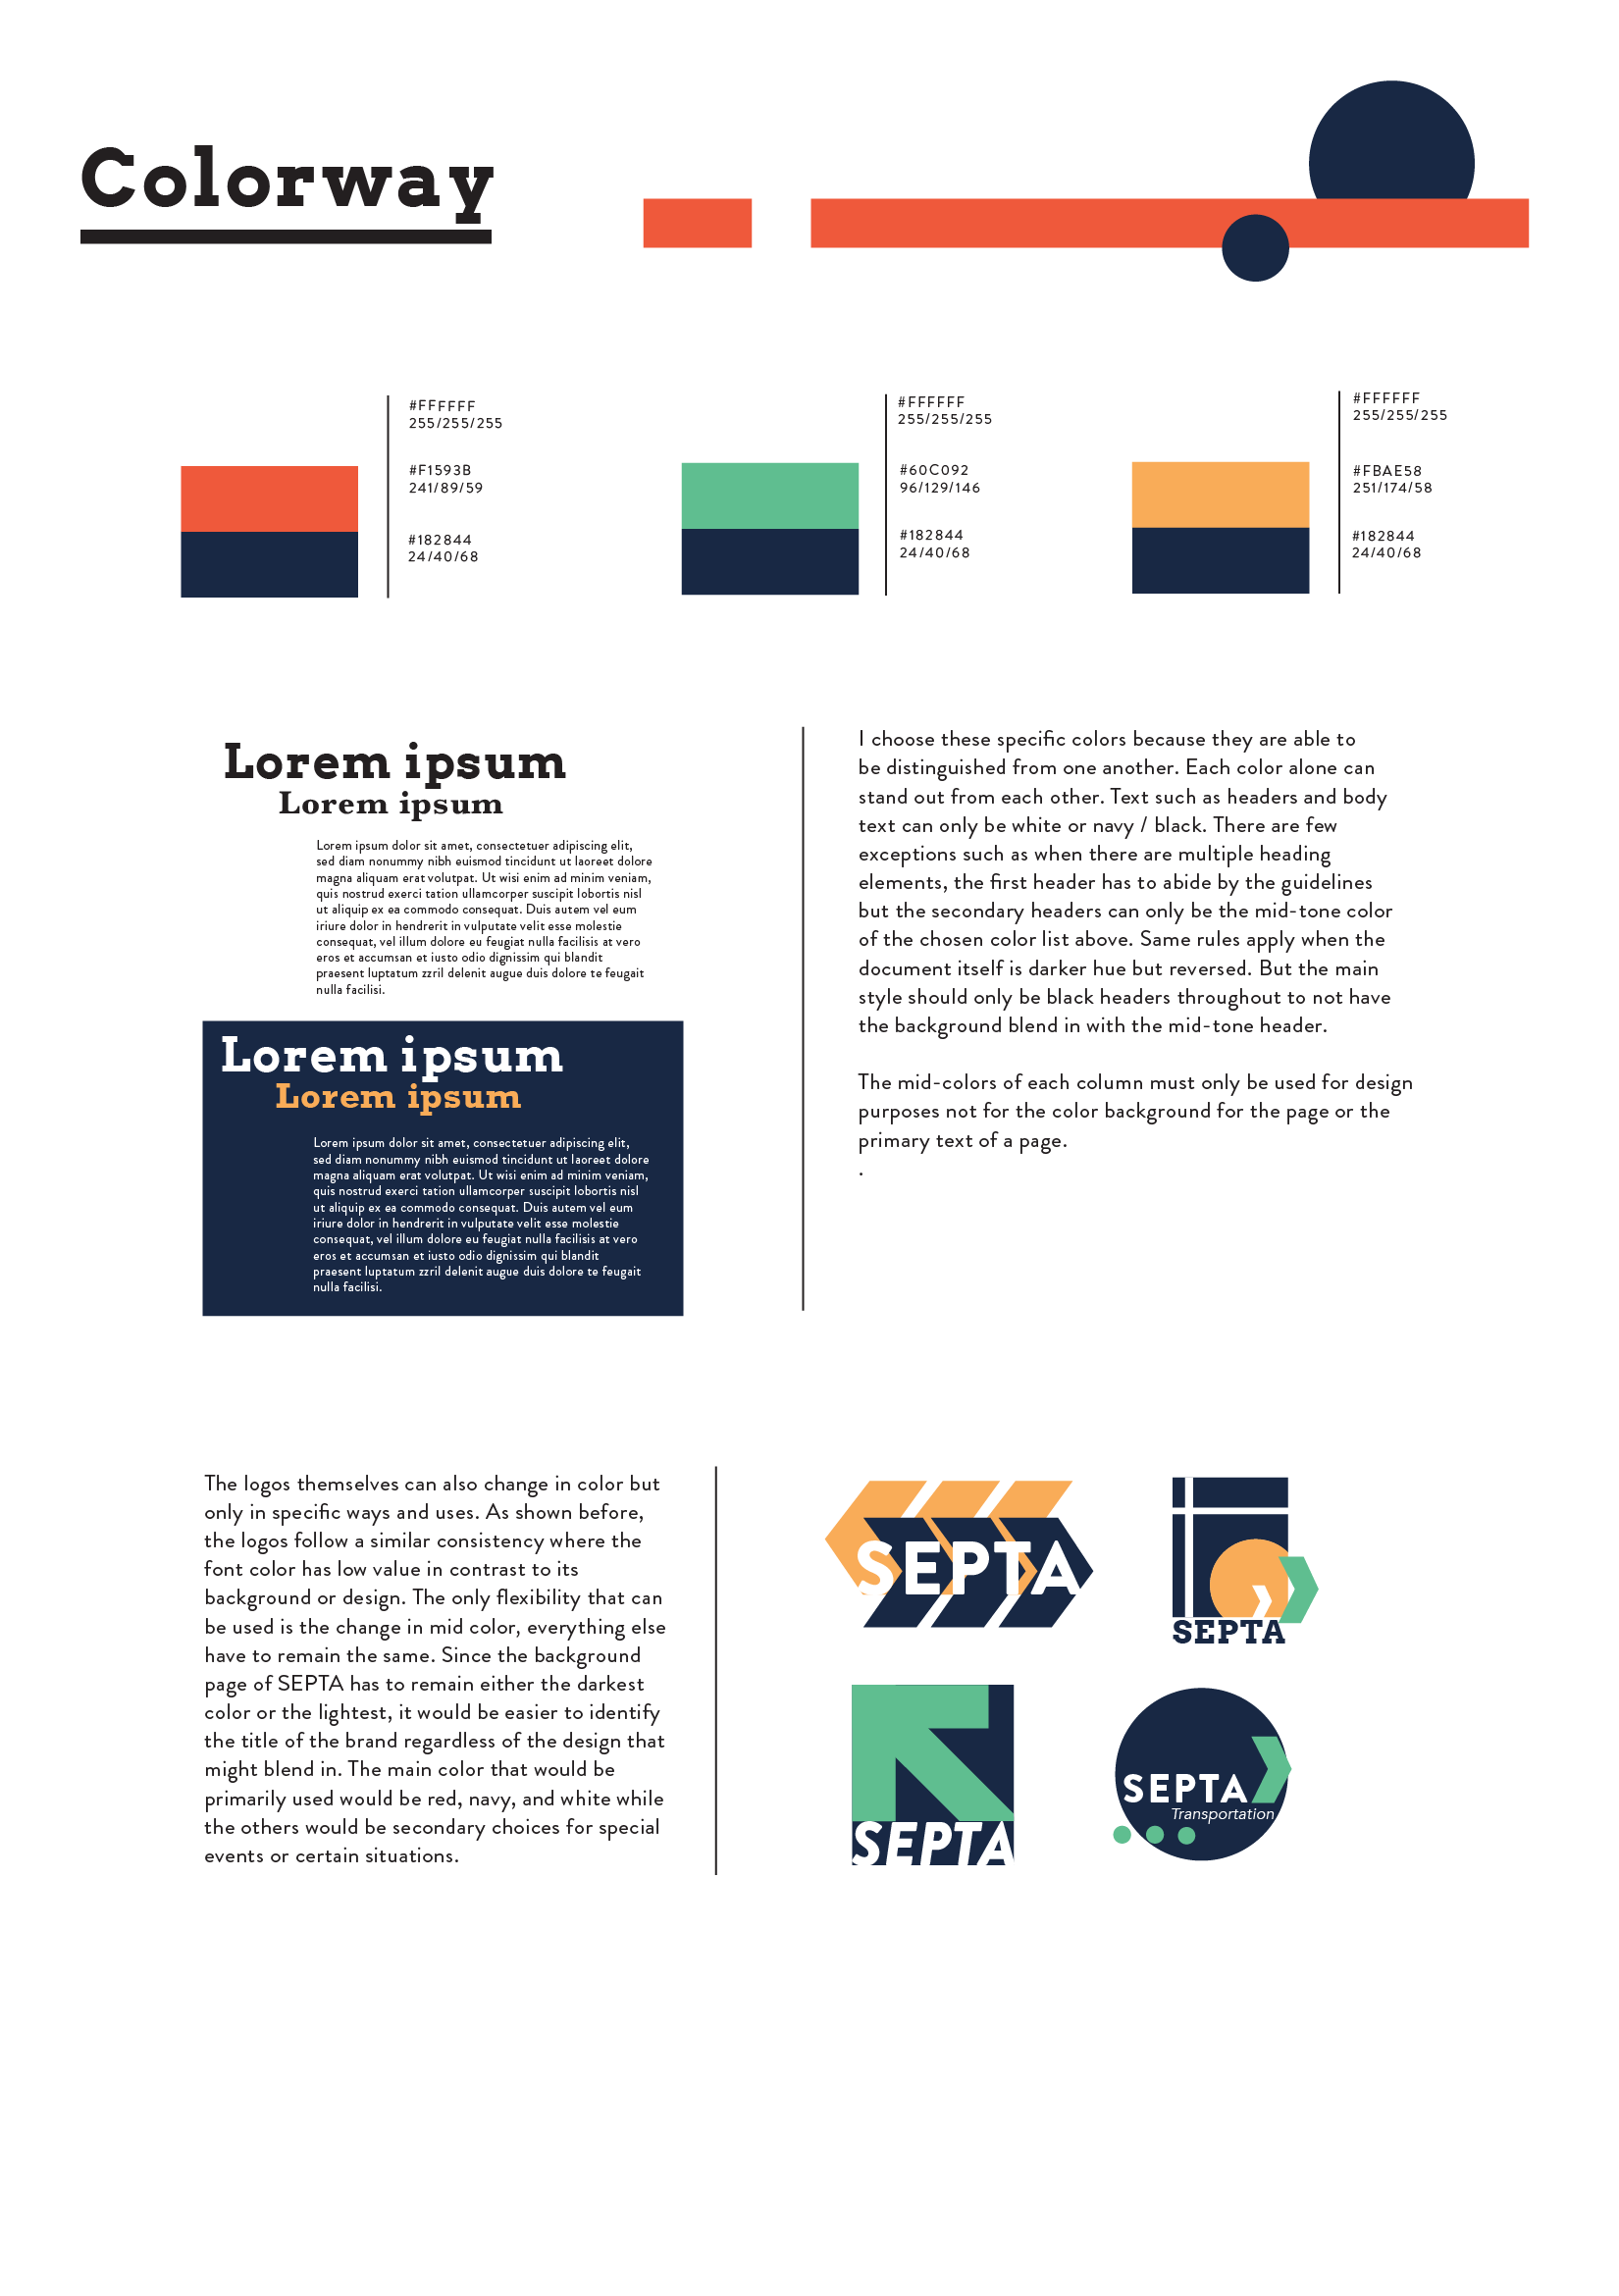 Colorway
#FFFFFF
255/255/255
#F1593B
241/89/59
#182844
24/40/68
#FFFFFF
255/255/255
#60C092
96/129/146
#182844
24/40/68
#FFFFFF
255/255/255
#FBAE58
251/174/58
#182844
24/40/68
Lorem ipsum
Lorem ipsum
Lorem ipsum dolor sit amet, consectetuer adipiscing elit,
sed diam nonummy nibh euismod tincidunt ut laoreet dolore
magna aliquam erat volutpat. Ut wisi enim ad minim veniam,
quis nostrud exerci tation ullamcorper suscipit lobortis nisl
ut aliquip ex ea commodo consequat. Duis autem vel eum
iriure dolor in hendrerit in vulputate velit esse molestie
consequat, vel illum dolore eu feugiat nulla facilisis at vero
eros et accumsan et iusto odio dignissim qui blandit
praesent luptatum zzril delenit augue duis dolore te feugait
nulla facilisi.
Lorem ipsum
Lorem ipsum
Lorem ipsum dolor sit amet, consectetuer adipiscing elit,
sed diam nonummy nibh euismod tincidunt ut laoreet dolore
magna aliquam erat volutpat. Ut wisi enim ad minim veniam,
quis nostrud exerci tation ullamcorper suscipit lobortis nisl
ut aliquip ex ea commodo consequat. Duis autem vel eum
iriure dolor in hendrerit in vulputate velit esse molestie
consequat, vel illum dolore eu feugiat nulla facilisis at vero
eros et accumsan et iusto odio dignissim qui blandit
praesent luptatum zzril delenit augue duis dolore te feugait
nulla facilisi.
I choose these specific colors because they are able to
be distinguished from one another. Each color alone can
stand out from each other. Text such as headers and body
text can only be white or navy / black. There are few
exceptions such as when there are multiple heading
elements, the first header has to abide by the guidelines
but the secondary headers can only be the mid-tone color
of the chosen color list above. Same rules apply when the
document itself is darker hue but reversed. But the main
style should only be black headers throughout to not have
the background blend in with the mid-tone header.
The mid-colors of each column must only be used for design
purposes not for the color background for the page or the
primary text of a page.
.
The logos themselves can also change in color but
only in specific ways and uses. As shown before,
the logos follow a similar consistency where the
font color has low value in contrast to its
background or design. The only flexibility that can
be used is the change in mid color, everything else
have to remain the same. Since the background
page of SEPTA has to remain either the darkest
color or the lightest, it would be easier to identify
the title of the brand regardless of the design that
might blend in. The main color that would be
primarily used would be red, navy, and white while
the others would be secondary choices for special
events or certain situations.
SEPTA
SEPTA
SEPTA
SEPTA
Transportation